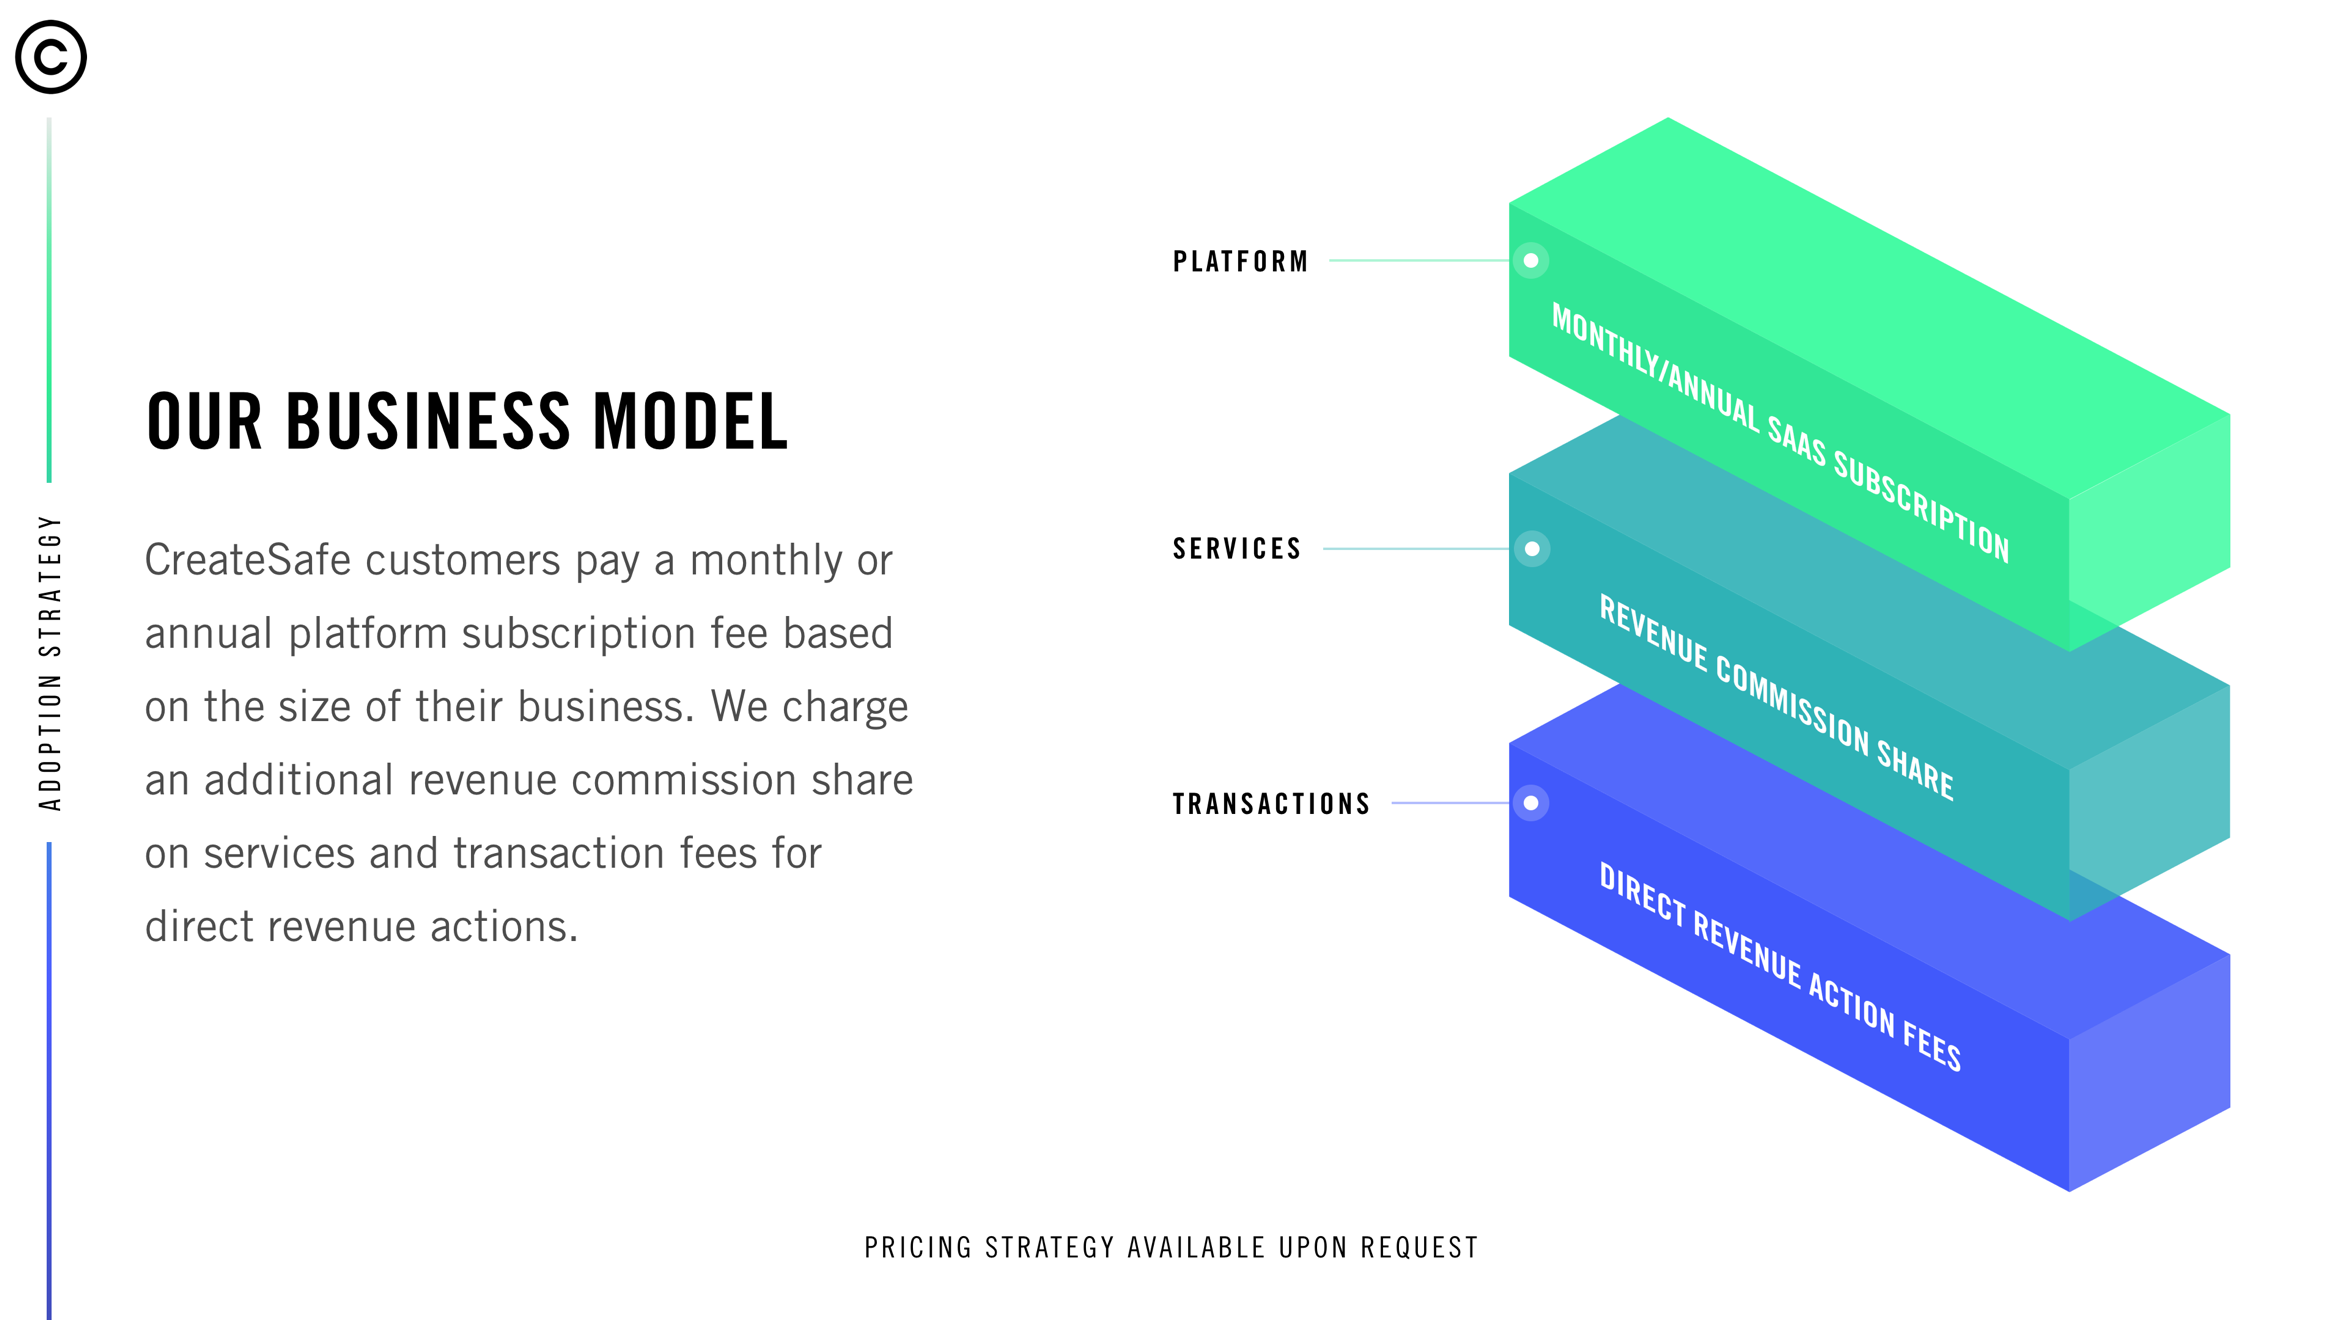 ©
ADOPTION STRATEGY
OUR BUSINESS MODEL
CreateSafe customers pay a monthly or
annual platform subscription fee based
on the size of their business. We charge
an additional revenue commission share
on services and transaction fees for
direct revenue actions.
PLATFORM
MONTHLY/ANNUAL SAAS SUBSCRIPTION
SERVICES
REVENUE COMMISSION SHARE
TRANSACTIONS
DIRECT REVENUE ACTION FEES
PRICING STRATEGY AVAILABLE UPON REQUEST